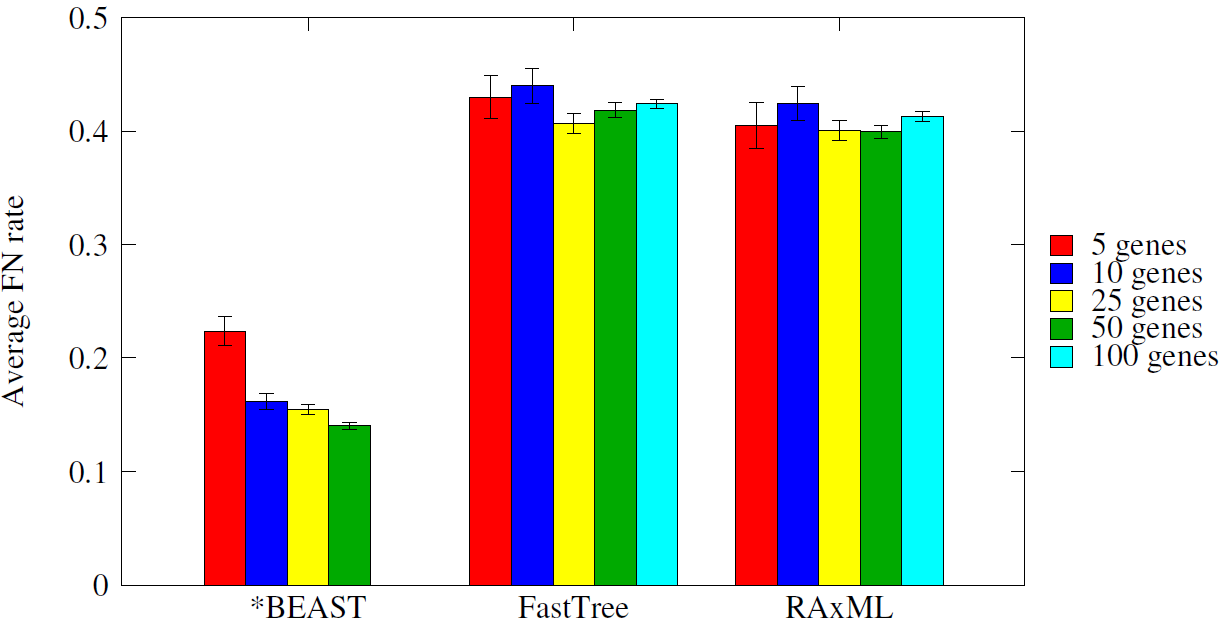 Average FN rate
0.5
0.4
0.3
0.2
0.1
0
*BEAST
FastTree
RAxML
5 genes
10 genes
25 genes
50 genes
100 genes